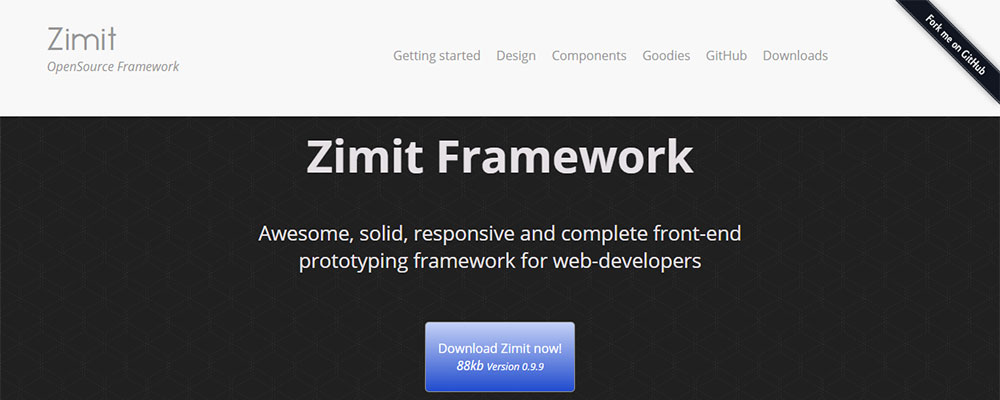 Zimit
OpenSource Framework
Getting started Design Components Goodies GitHub Downloads
Fork me on GitHub
Zimit Framework
Awesome, solid, responsive and complete front-end
prototyping framework for web-developers
Download Zimit now!
88kb Version 0.9.9